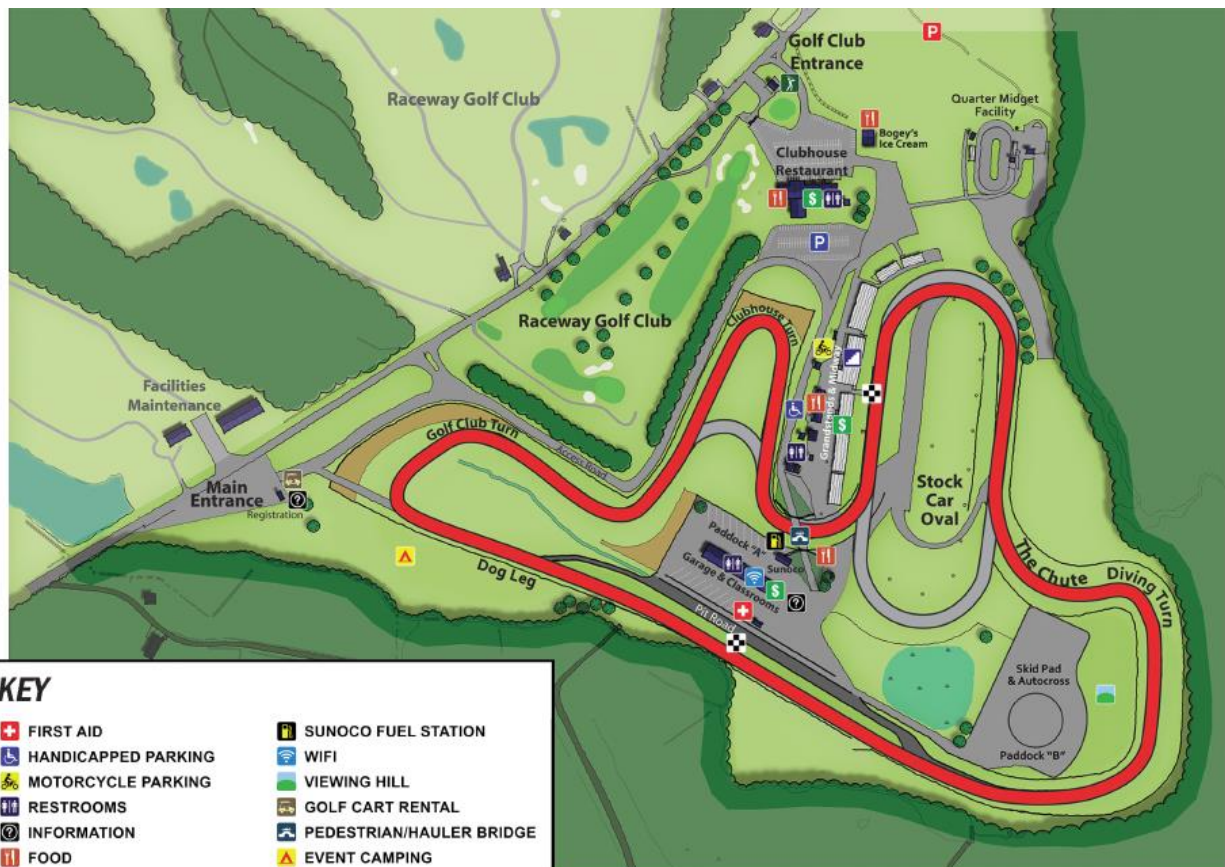 Golf Club
Entrance
P
Raceway Golf Club
Quarter Midget
Facility
Bogey's
Ice Cream
Clubhouse
Restaurant
$
P
Raceway Golf Club
Clubhouse Turn
Grandstands & Midway
$
Facilities
Maintenance
Golf Club Turn
Access Road
Main
Entrance
Registration
?
Stock
Car
Oval
Paddock "A"
Sunoco
Garage & Classrooms
$
?
Pit Road
Dog Leg
The Chute
Diving Turn
Skid Pad
& Autocross
Paddock "B"
KEY
FIRST AID
HANDICAPPED PARKING
MOTORCYCLE PARKING
RESTROOMS
? INFORMATION
FOOD
SUNOCO FUEL STATION
WIFI
VIEWING HILL
GOLF CART RENTAL
PEDESTRIAN/HAULER BRIDGE
EVENT CAMPING